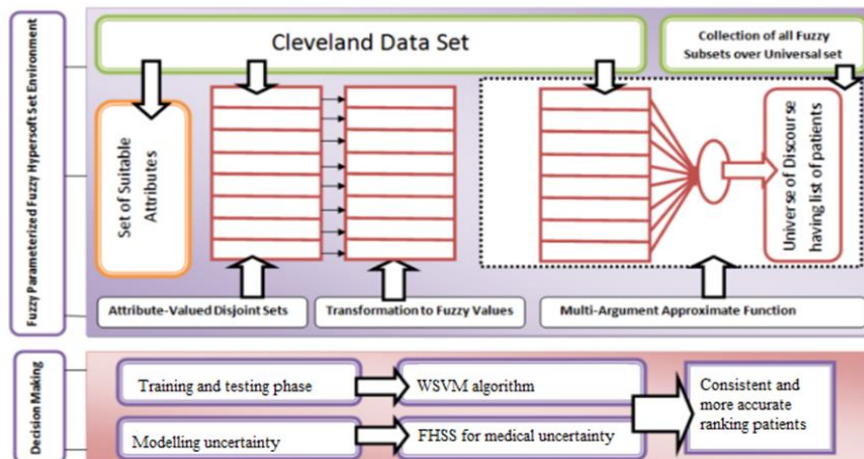 Fuzzy Parameterized Fuzzy Hypersoft Set Environment
Cleveland Data Set
Collection of all Fuzzy
Subsets over Universal set
Set of Suitable
Attributes
Universe of Discourse
having list of patients
Attribute-Valued Disjoint Sets
Transformation to Fuzzy Values
Multi-Argument Approximate Function
Decision Making
Training and testing phase
WSVM algorithm
Consistent and
more accurate
ranking patients
Modelling uncertainty
FHSS for medical uncertainty